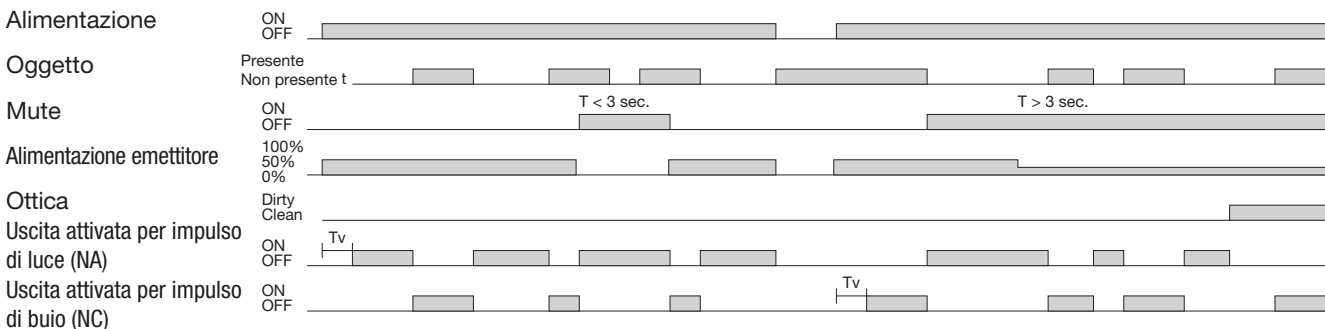 Alimentazione
ON
OFF
Oggetto
Presente
Non presente t
Mute
ON
OFF
T < 3 sec.
T > 3 sec.
Alimentazione emettitore
100%
50%
0%
Ottica
Dirty
Clean
Uscita attivata per impulso
di luce (NA)
ON
OFF
Tv
Uscita attivata per impulso
di buio (NC)
ON
OFF
Tv